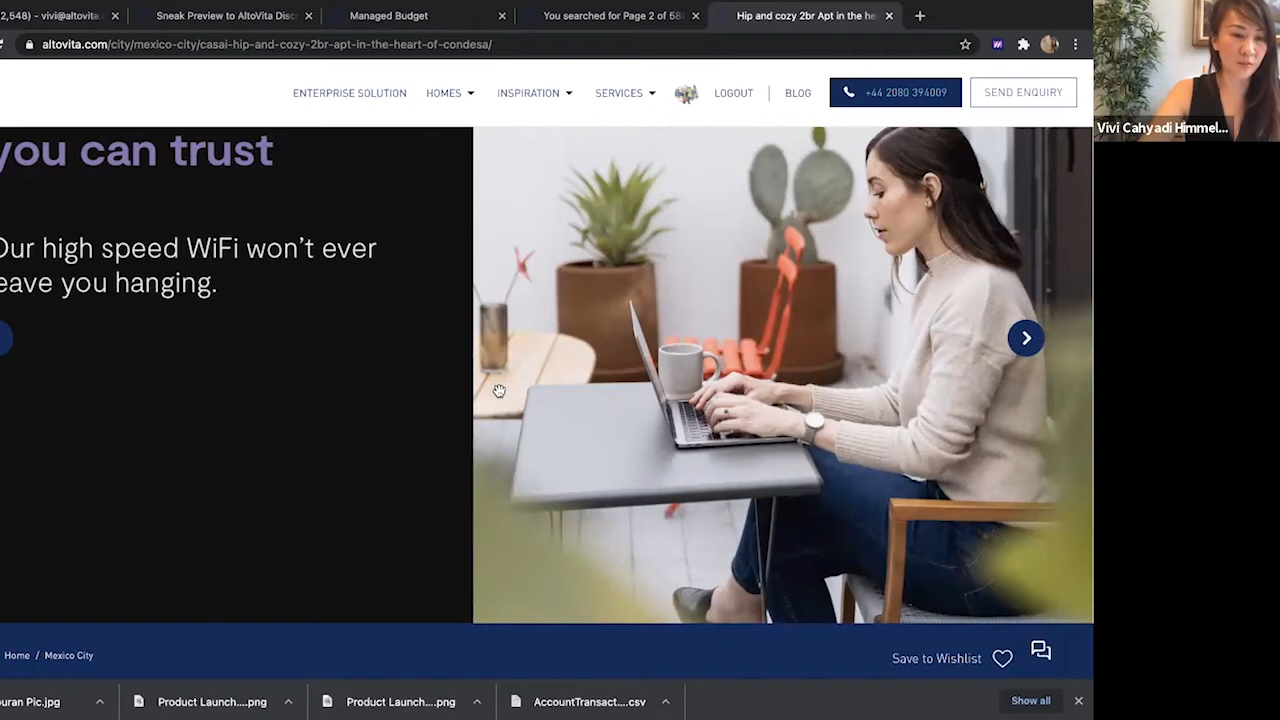 2,548) - vivi@altovita.
Sneak Preview to AltoVita Disc
Managed Budget
You searched for Page 2 of 58
Hip and cozy 2br Apt in the he
altovita.com/city/mexico-city/casai-hip-and-cozy-2br-apt-in-the-heart-of-condesa/
ENTERPRISE SOLUTION
HOMES
INSPIRATION
SERVICES
LOGOUT
BLOG
+44 2080 394009
SEND ENQUIRY
Vivi Cahyadi Himmel...
you can trust
Our high speed WiFi won't ever
eave you hanging.
Home / Mexico City
Save to Wishlist
ouran Pic.jpg
Product Launch....png
Product Launch....png
AccountTransact....csv
Show all